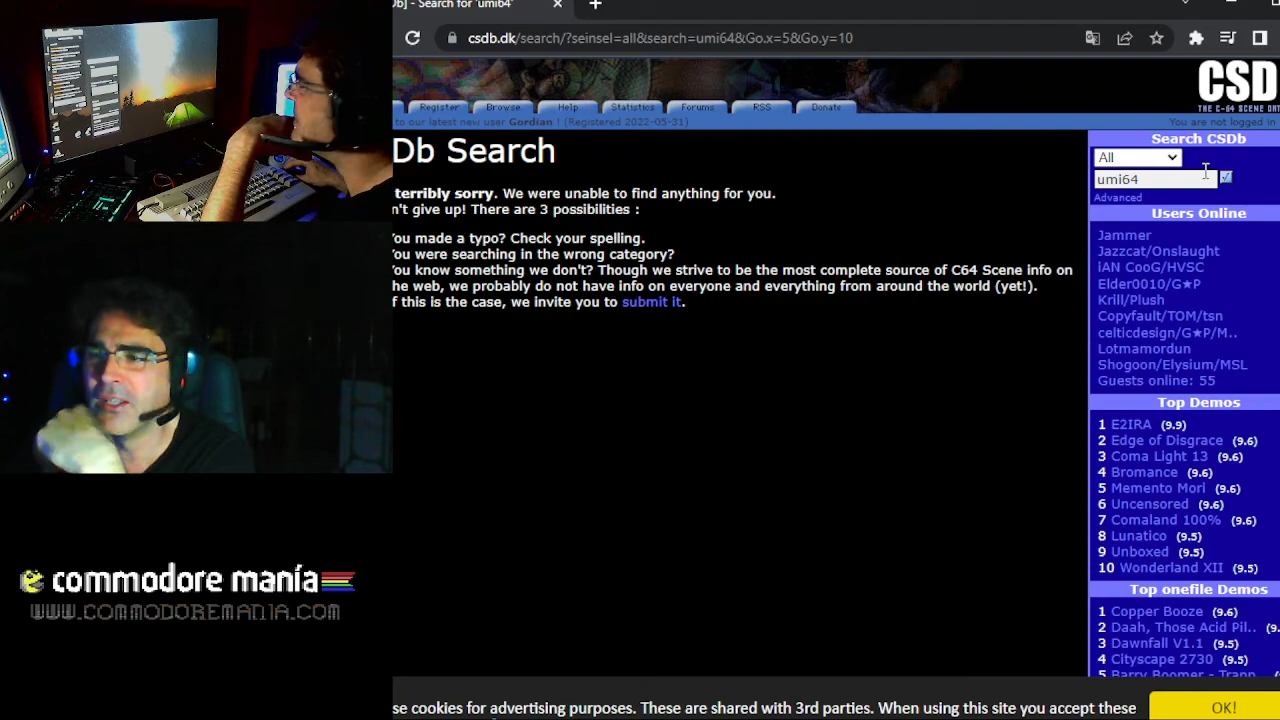 Db] - Search for 'umi64'
csdb.dk/search/?seinsel=all&search=umi64&Go.x=5&Go.y=10
CSD
THE C-64 SCENE DAT
Register Browse Help Statistics Forums RSS Donate
to our latest new user Gordian ! (Registered 2022-05-31)
You are not logged in
Db Search
terribly sorry. We were unable to find anything for you.
n't give up! There are 3 possibilities :
You made a typo? Check your spelling.
You were searching in the wrong category?
You know something we don't? Though we strive to be the most complete source of C64 Scene info on
he web, we probably do not have info on everyone and everything from around the world (yet!).
f this is the case, we invite you to submit it.
Search CSDb
All
umi64
Advanced
Users Online
Jammer
Jazzcat/Onslaught
iAN CooG/HVSC
Elder0010/G★P
Krill/Plush
Copyfault/TOM/tsn
celticdesign/G★P/M..
Lotmamordun
Shogoon/Elysium/MSL
Guests online: 55
Top Demos
1 E2IRA (9.9)
2 Edge of Disgrace (9.6)
3 Coma Light 13 (9.6)
4 Bromance (9.6)
5 Memento Mori (9.6)
6 Uncensored (9.6)
7 Comaland 100% (9.6)
8 Lunatico (9.5)
9 Unboxed (9.5)
10 Wonderland XII (9.5)
Top onefile Demos
1 Copper Booze (9.6)
2 Daah, Those Acid Pil.. (9.
3 Dawnfall V1.1 (9.5)
4 Cityscape 2730 (9.5)
5 Barry Boomer - Trapp
se cookies for advertising purposes. These are shared with 3rd parties. When using this site you accept these
OK!
commodore manía
WWW.COMMODOREMANIA.COM